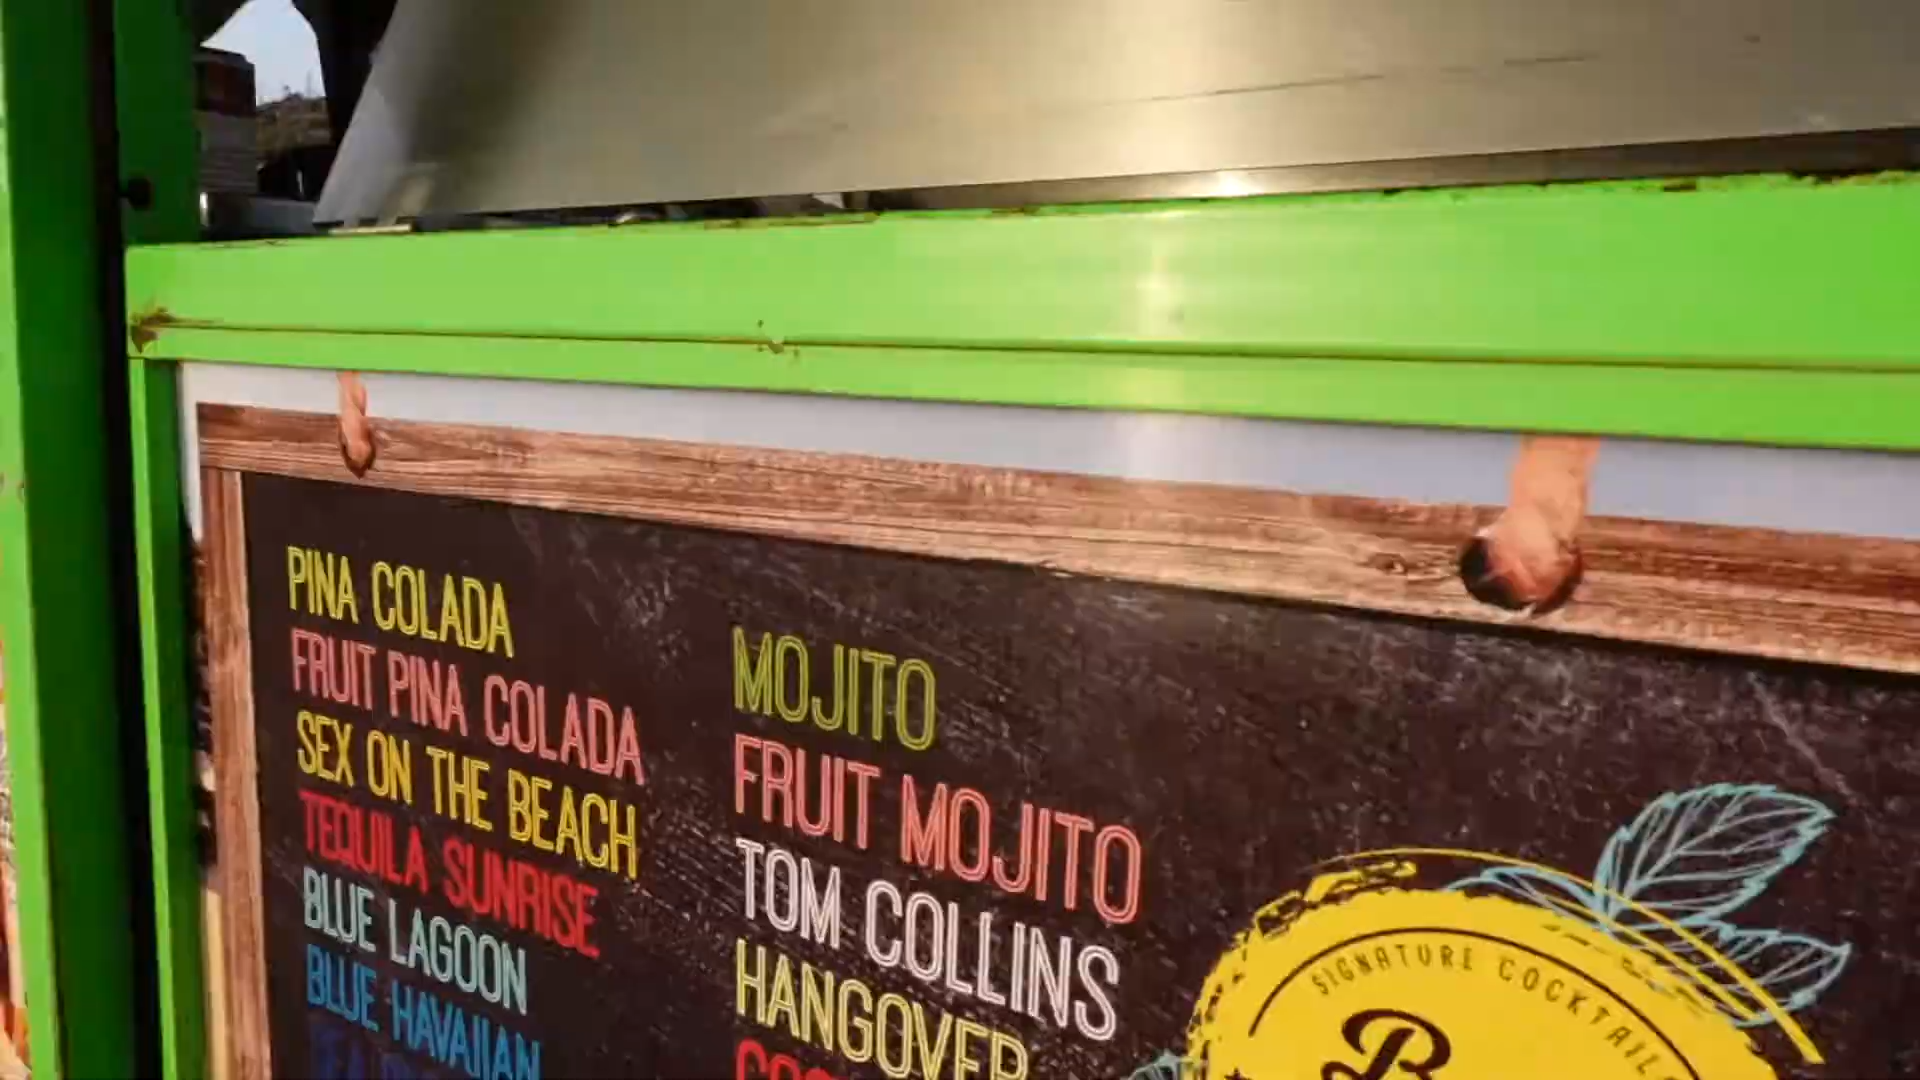 PINA COLADA
FRUIT PINA COLADA
SEX ON THE BEACH
TEQUILA SUNRISE
BLUE LAGOON
BLUE HAVAIIAN
MOJITO
FRUIT MOJITO
TOM COLLINS
HANGOVER
SIGNATURE COCKTAILS